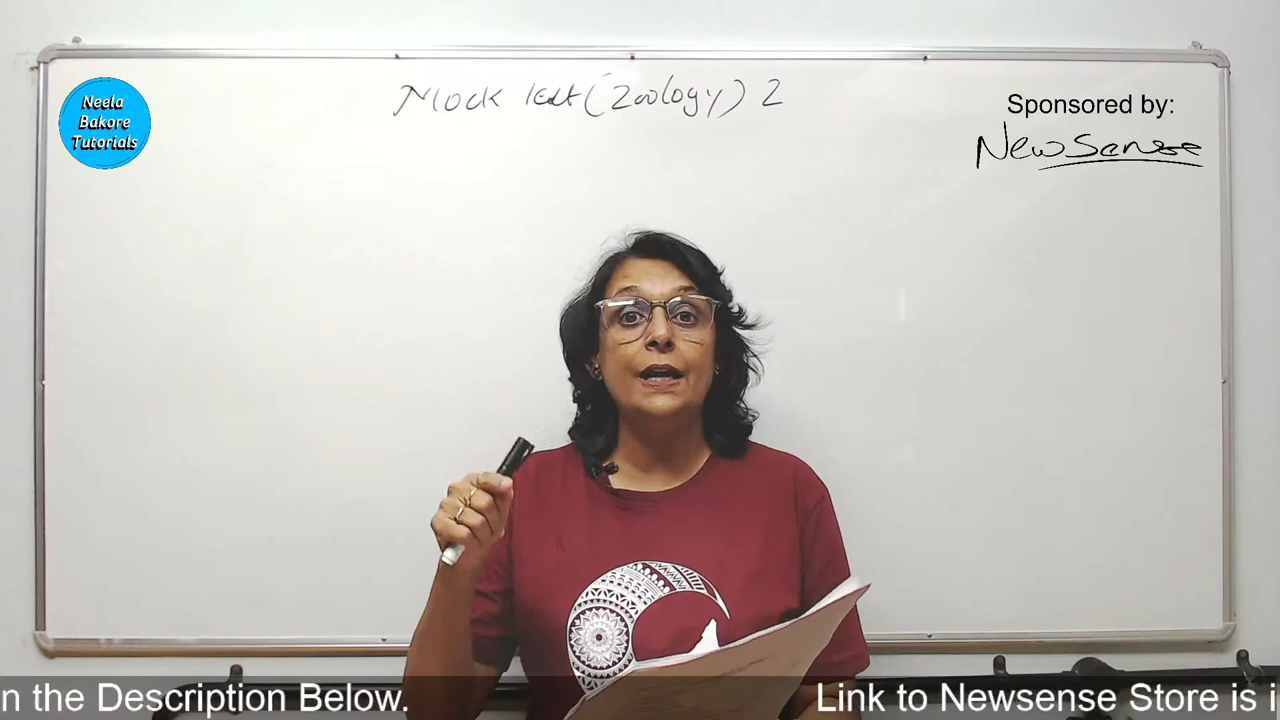 Mock test (Zoology) 2
Neela
Bakore
Tutorials
Sponsored by:
NewSense
n the Description Below.
Link to Newsense Store is i